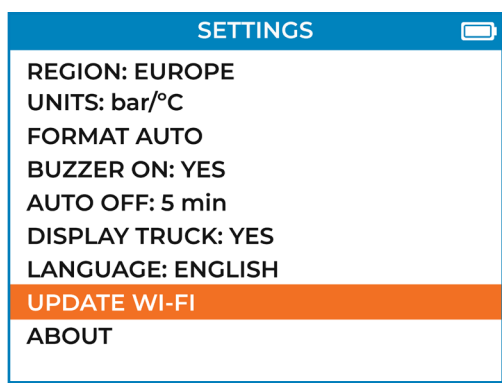 SETTINGS
REGION: EUROPE
UNITS: bar/°C
FORMAT AUTO
BUZZER ON: YES
AUTO OFF: 5 min
DISPLAY TRUCK: YES
LANGUAGE: ENGLISH
UPDATE WI-FI
ABOUT